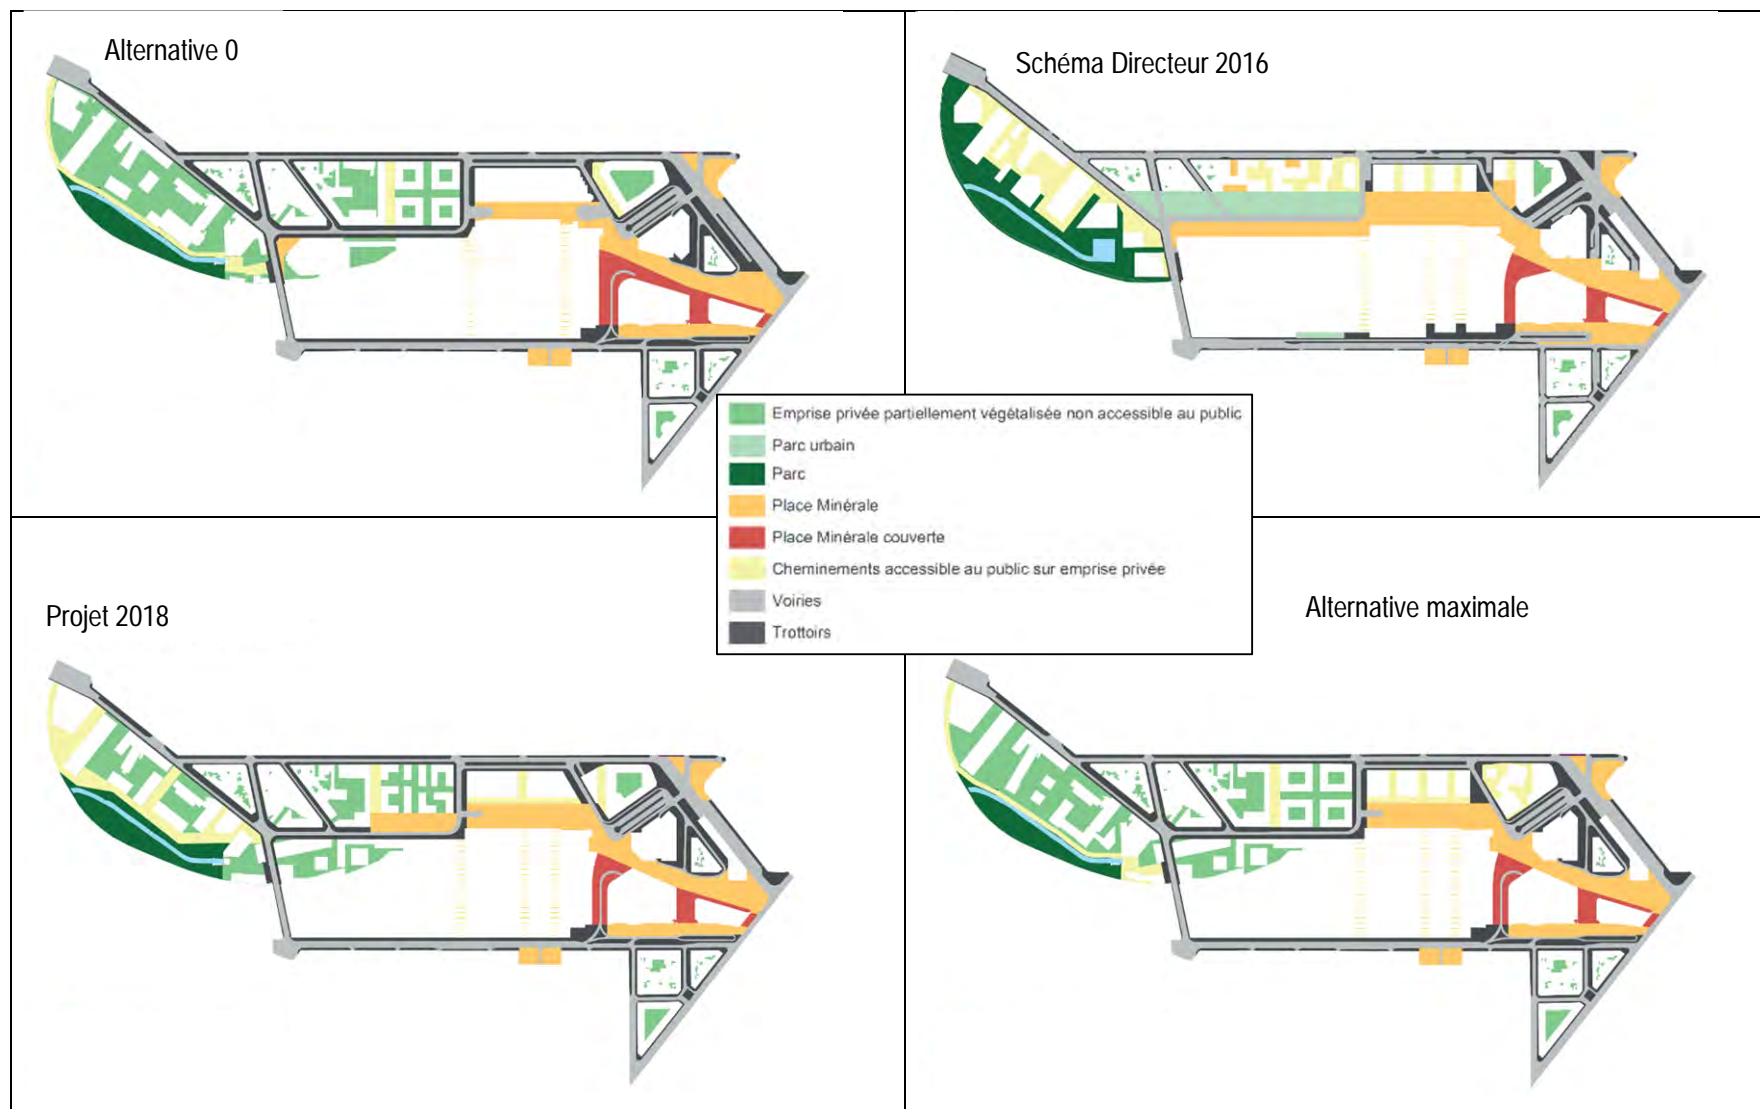 Alternative 0
Schéma Directeur 2016
Emprise privée partiellement végétalisée non accessible au public
Parc urbain
Parc
Place Minérale
Place Minérale couverte
Cheminements accessible au public sur emprise privée
Voiries
Trottoirs
Projet 2018
Alternative maximale